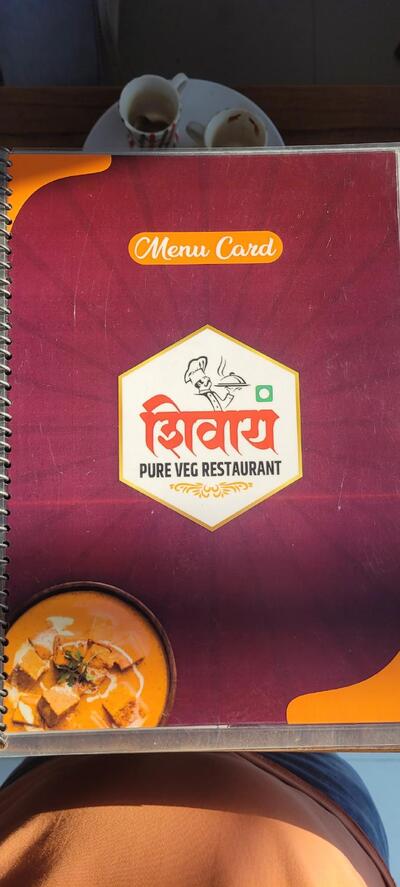 Menu Card
शिवाय
PURE VEG RESTAURANT